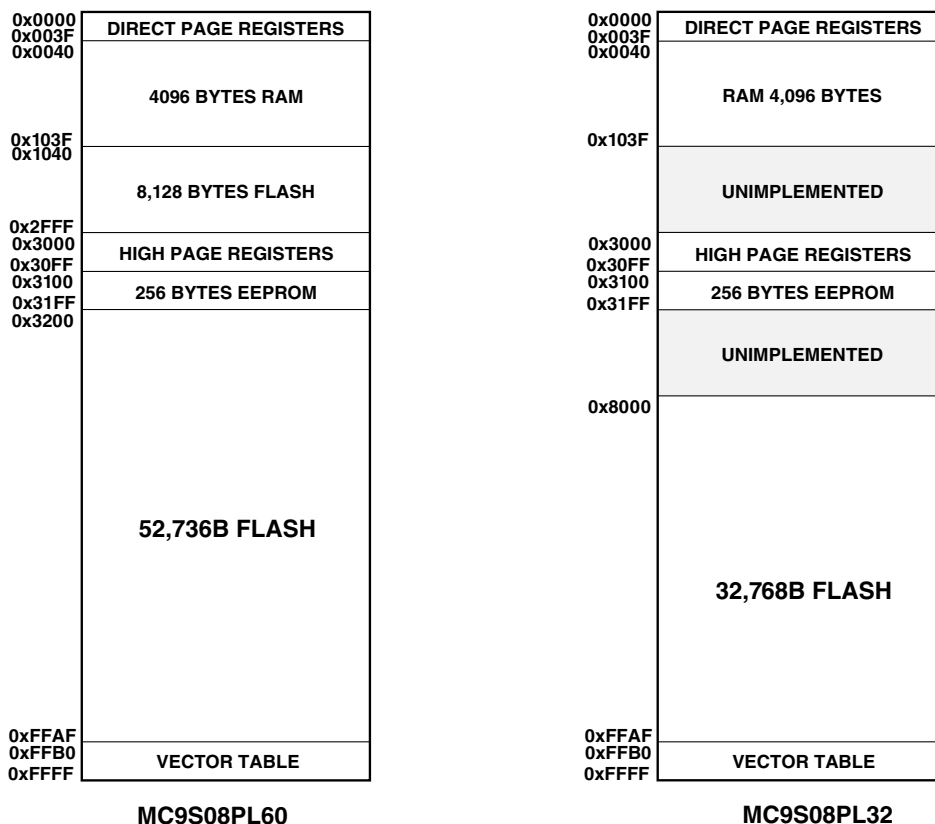 0x0000
0x003F
0x0040
DIRECT PAGE REGISTERS
4096 BYTES RAM
0x103F
0x1040
8,128 BYTES FLASH
0x2FFF
0x3000
HIGH PAGE REGISTERS
0x30FF
0x3100
256 BYTES EEPROM
0x31FF
0x3200
52,736B FLASH
0xFFAF
0xFFB0
VECTOR TABLE
0xFFFF
MC9S08PL60
0x0000
0x003F
0x0040
DIRECT PAGE REGISTERS
RAM 4,096 BYTES
0x103F
UNIMPLEMENTED
0x3000
HIGH PAGE REGISTERS
0x30FF
0x3100
256 BYTES EEPROM
0x31FF
UNIMPLEMENTED
0x8000
32,768B FLASH
0xFFAF
0xFFB0
VECTOR TABLE
0xFFFF
MC9S08PL32